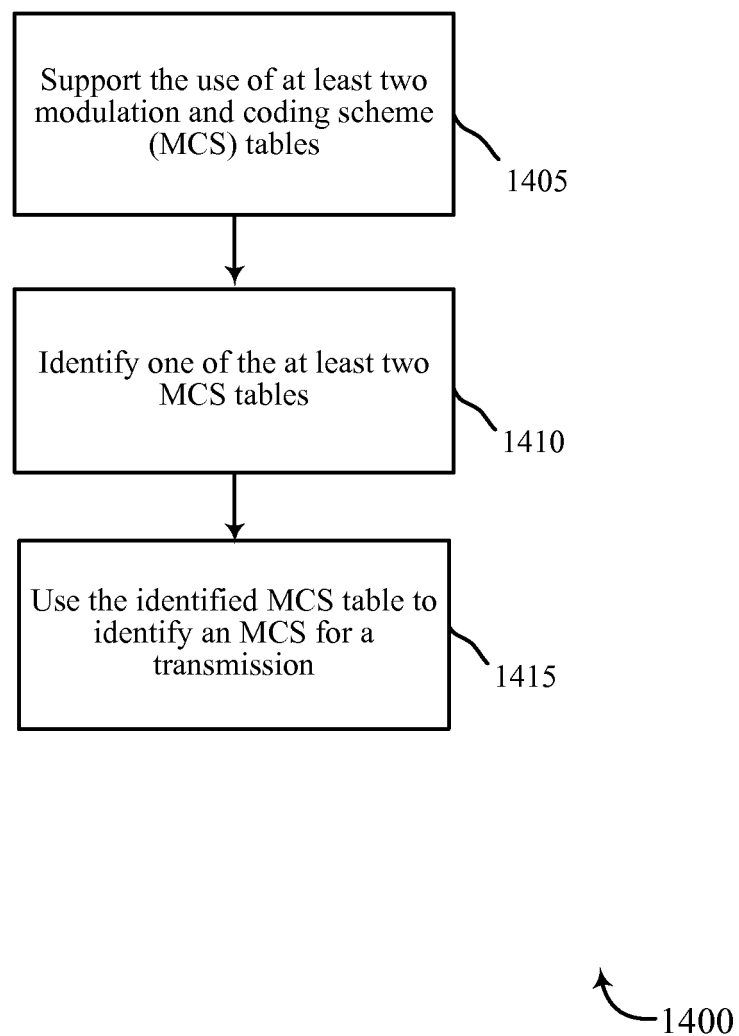 Support the use of at least two
modulation and coding scheme
(MCS) tables
1405
Identify one of the at least two
MCS tables
1410
Use the identified MCS table to
identify an MCS for a
transmission
1415
1400